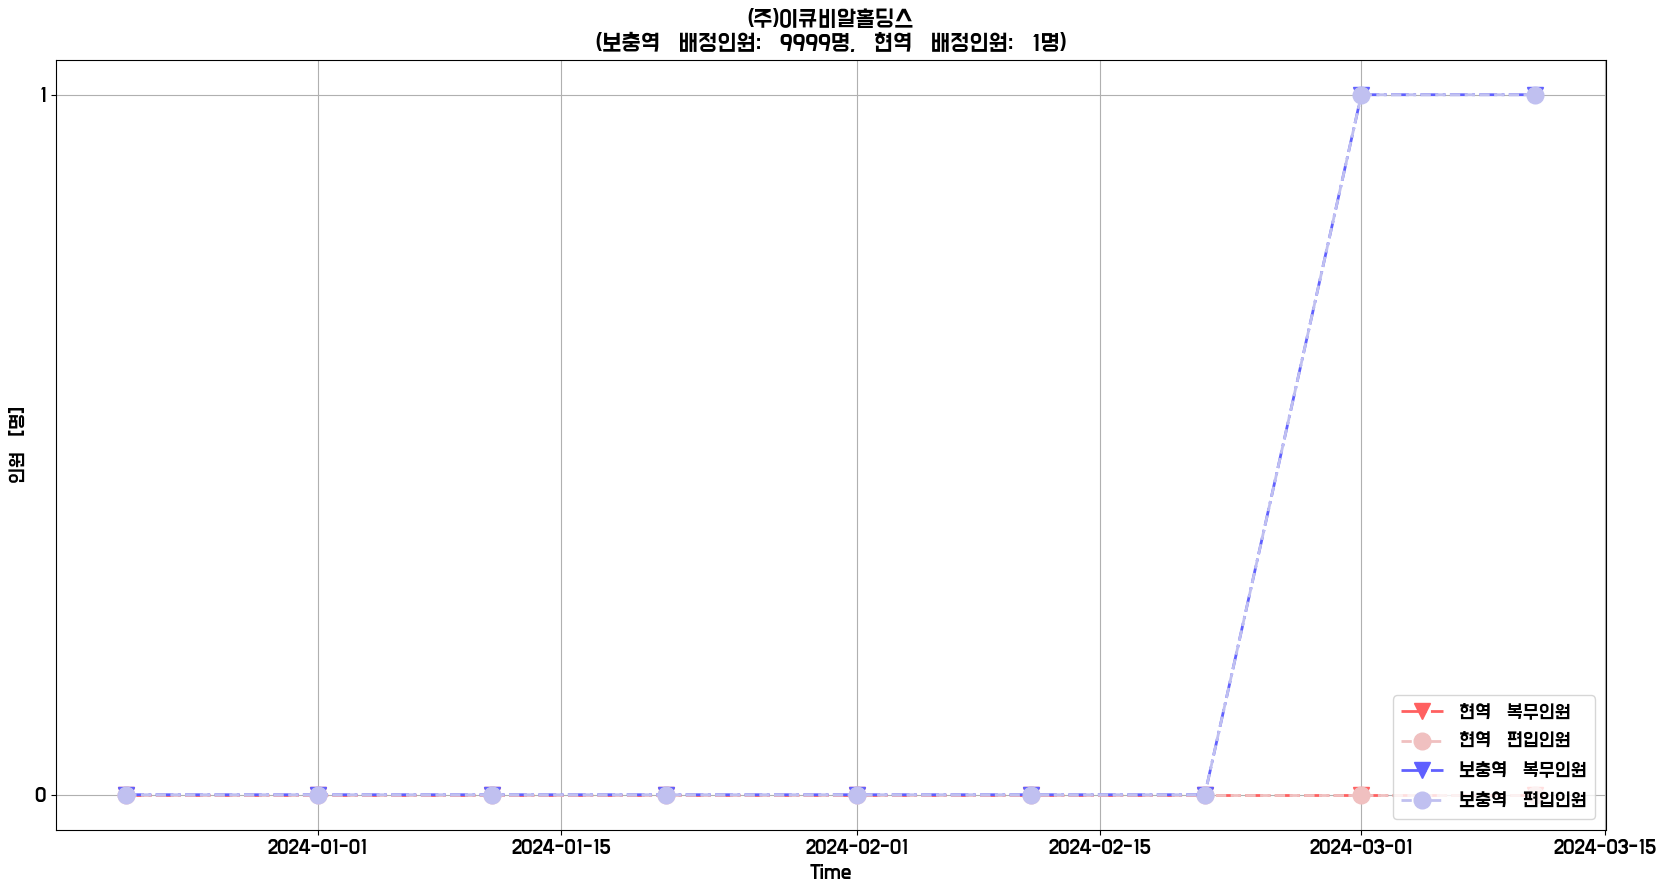 (주)이큐비알홀딩스
(보충역 배정인원: 9999명, 현역 배정인원: 1명)
1
0
인원 [명]
현역 복무인원
현역 편입인원
보충역 복무인원
보충역 편입인원
2024-01-01 2024-01-15 2024-02-01 2024-02-15 2024-03-01 2024-03-15
Time